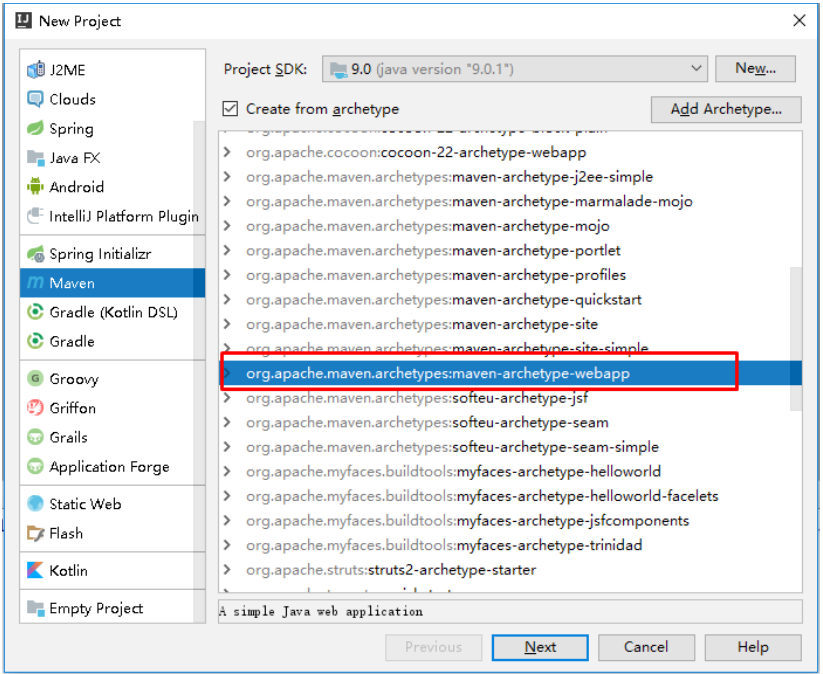 New Project
J2ME
Clouds
Spring
Java FX
Android
IntelliJ Platform Plugin
Spring Initializr
Maven
Gradle (Kotlin DSL)
Gradle
Groovy
Griffon
Grails
Application Forge
Static Web
Flash
Kotlin
Empty Project
Project SDK: 9.0 (java version "9.0.1") New...
Create from archetype Add Archetype...
org.apache.cocoon:cocoon-22-archetype-block-plain
org.apache.cocoon:cocoon-22-archetype-webapp
org.apache.maven.archetypes:maven-archetype-j2ee-simple
org.apache.maven.archetypes:maven-archetype-marmalade-mojo
org.apache.maven.archetypes:maven-archetype-mojo
org.apache.maven.archetypes:maven-archetype-portlet
org.apache.maven.archetypes:maven-archetype-profiles
org.apache.maven.archetypes:maven-archetype-quickstart
org.apache.maven.archetypes:maven-archetype-site
org.apache.maven.archetypes:maven-archetype-site-simple
org.apache.maven.archetypes:maven-archetype-webapp
org.apache.maven.archetypes:softeu-archetype-jsf
org.apache.maven.archetypes:softeu-archetype-seam
org.apache.maven.archetypes:softeu-archetype-seam-simple
org.apache.myfaces.buildtools:myfaces-archetype-helloworld
org.apache.myfaces.buildtools:myfaces-archetype-helloworld-facelets
org.apache.myfaces.buildtools:myfaces-archetype-jsfcomponents
org.apache.myfaces.buildtools:myfaces-archetype-trinidad
org.apache.struts:struts2-archetype-starter
A simple Java web application
Previous Next Cancel Help